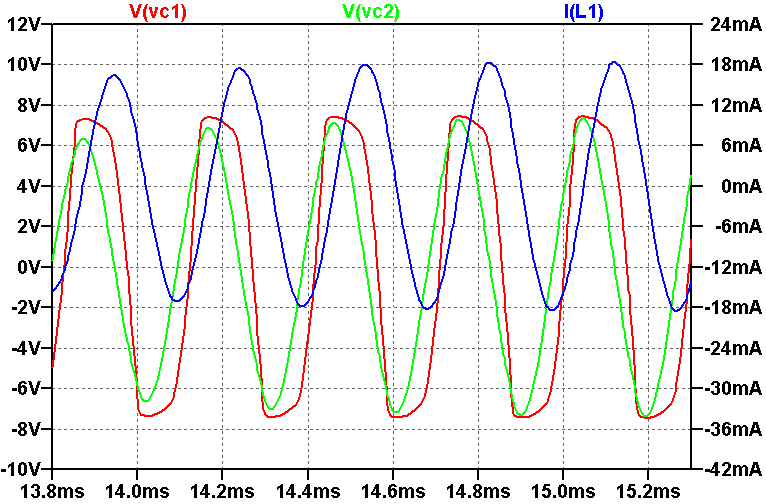 V(vc1) V(vc2) I(L1)
12V 24mA
10V 18mA
8V 12mA
6V 6mA
4V 0mA
2V -6mA
0V -12mA
-2V -18mA
-4V -24mA
-6V -30mA
-8V -36mA
-10V -42mA
13.8ms 14.0ms 14.2ms 14.4ms 14.6ms 14.8ms 15.0ms 15.2ms